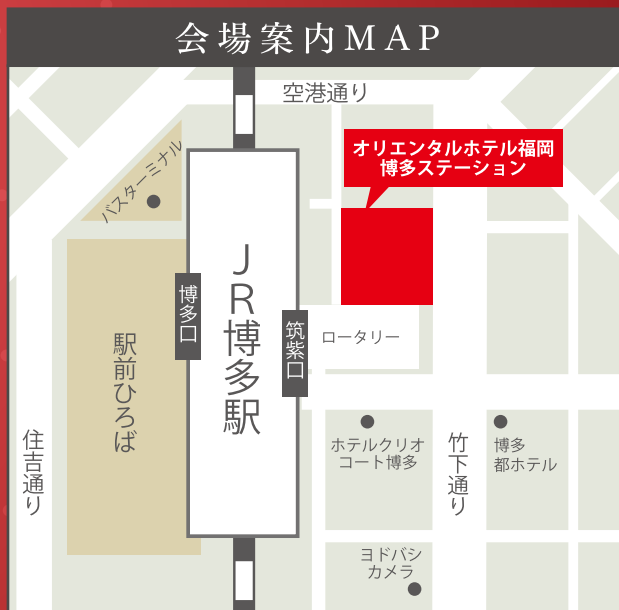 会場案内MAP
空港通り
オリエンタルホテル福岡
博多ステーション
バスターミナル
JR博多駅
博多口
筑紫口
ロータリー
駅前ひろば
住吉通り
ホテルクリオ
コート博多
竹下通り
博多
都ホテル
ヨドバシ
カメラ